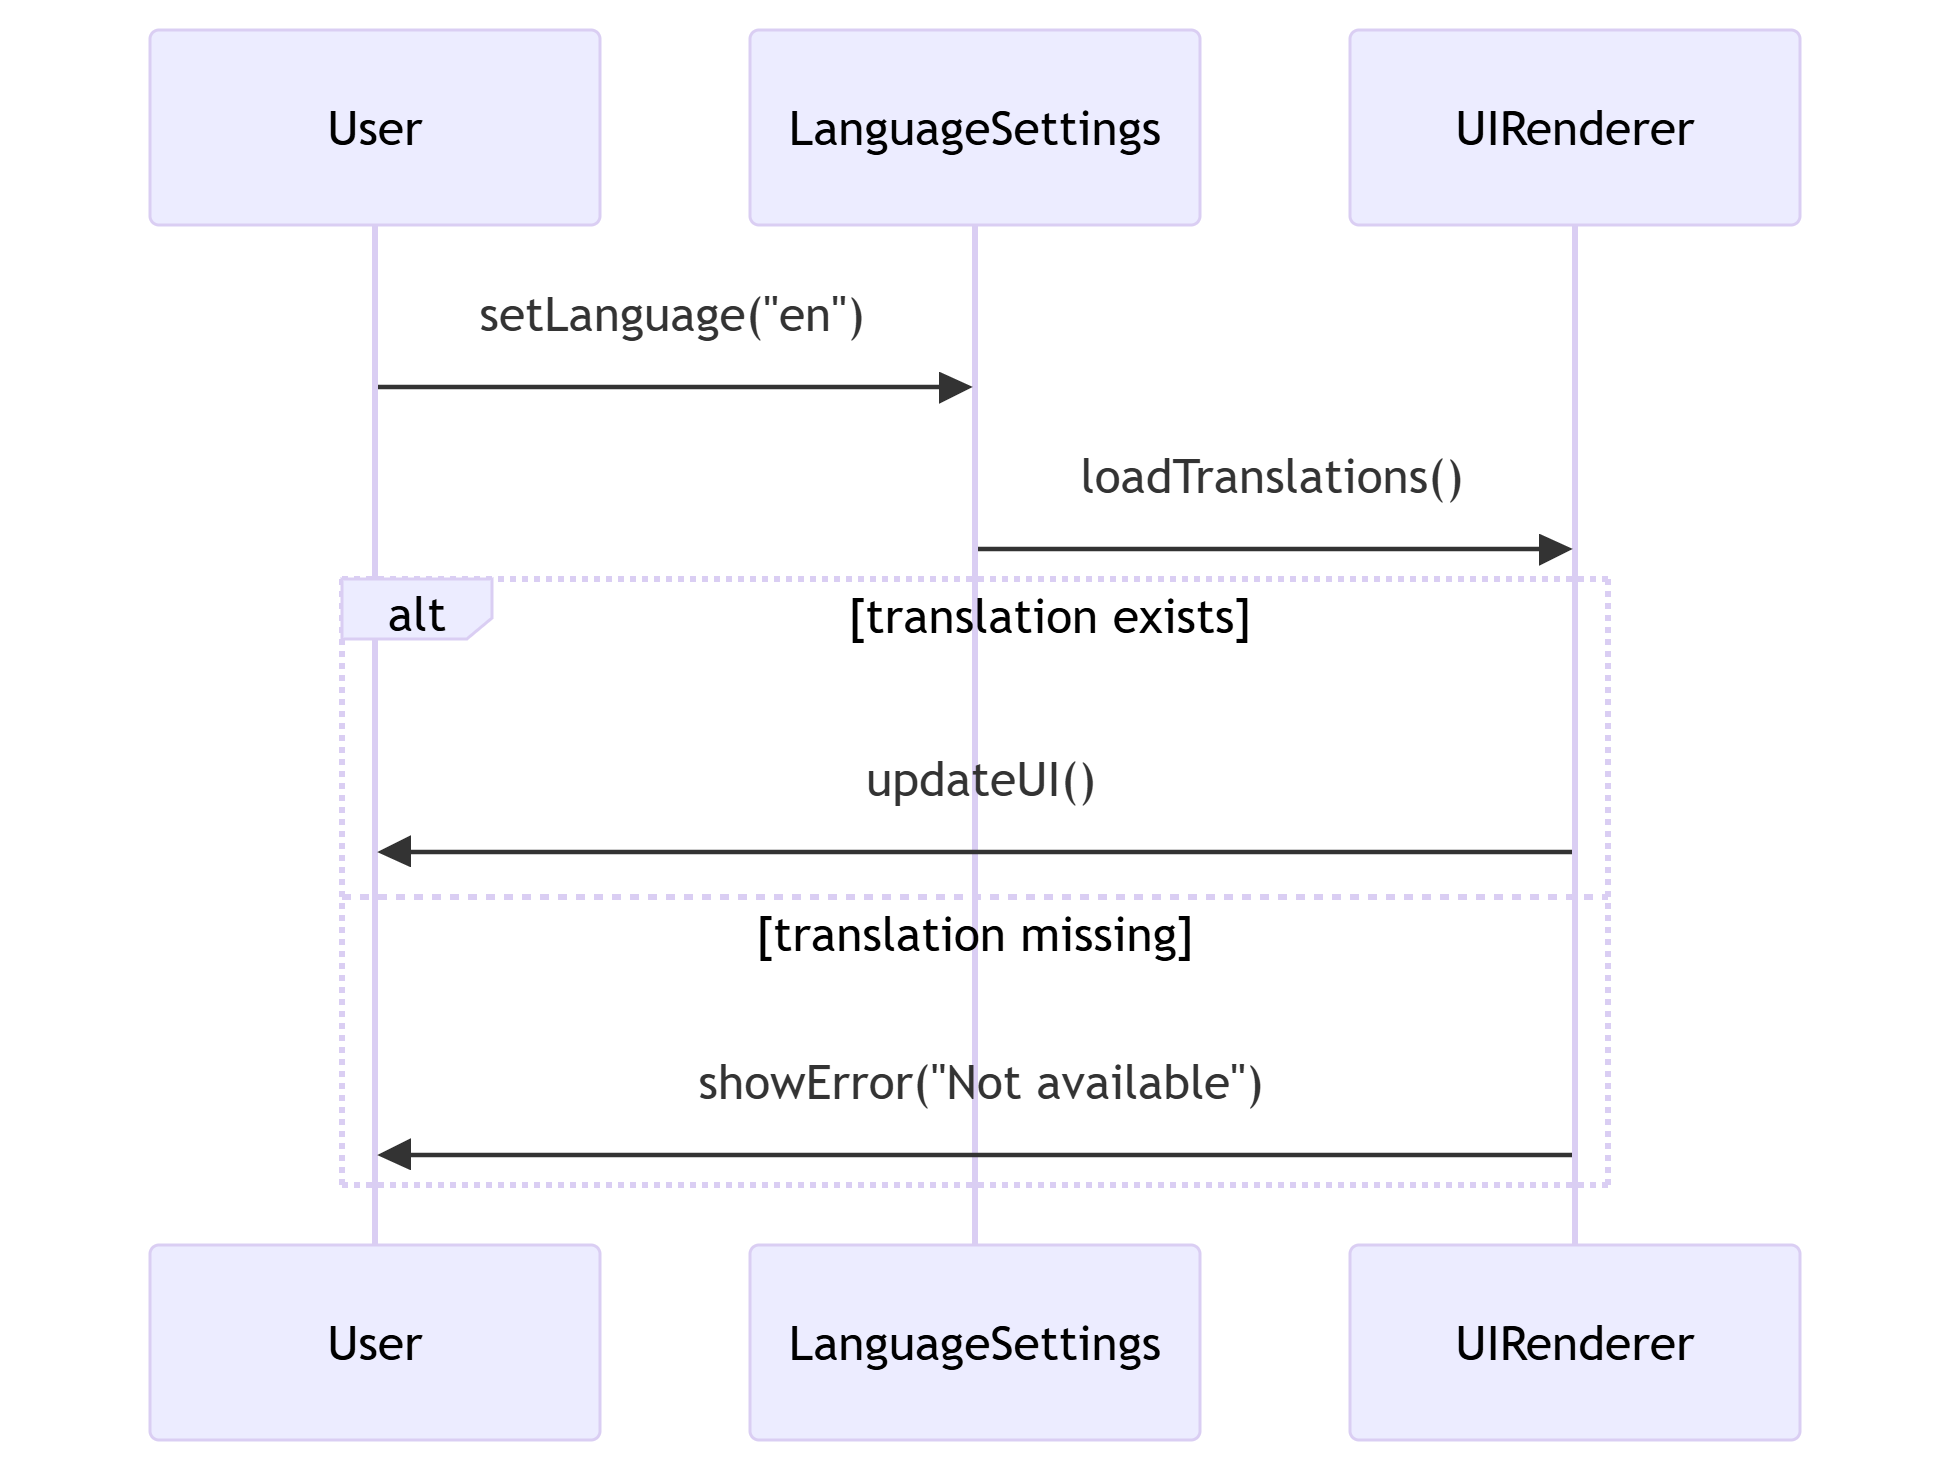 User
LanguageSettings
UIRenderer
setLanguage("en")
loadTranslations()
alt
[translation exists]
updateUI()
[translation missing]
showError("Not available")
User
LanguageSettings
UIRenderer